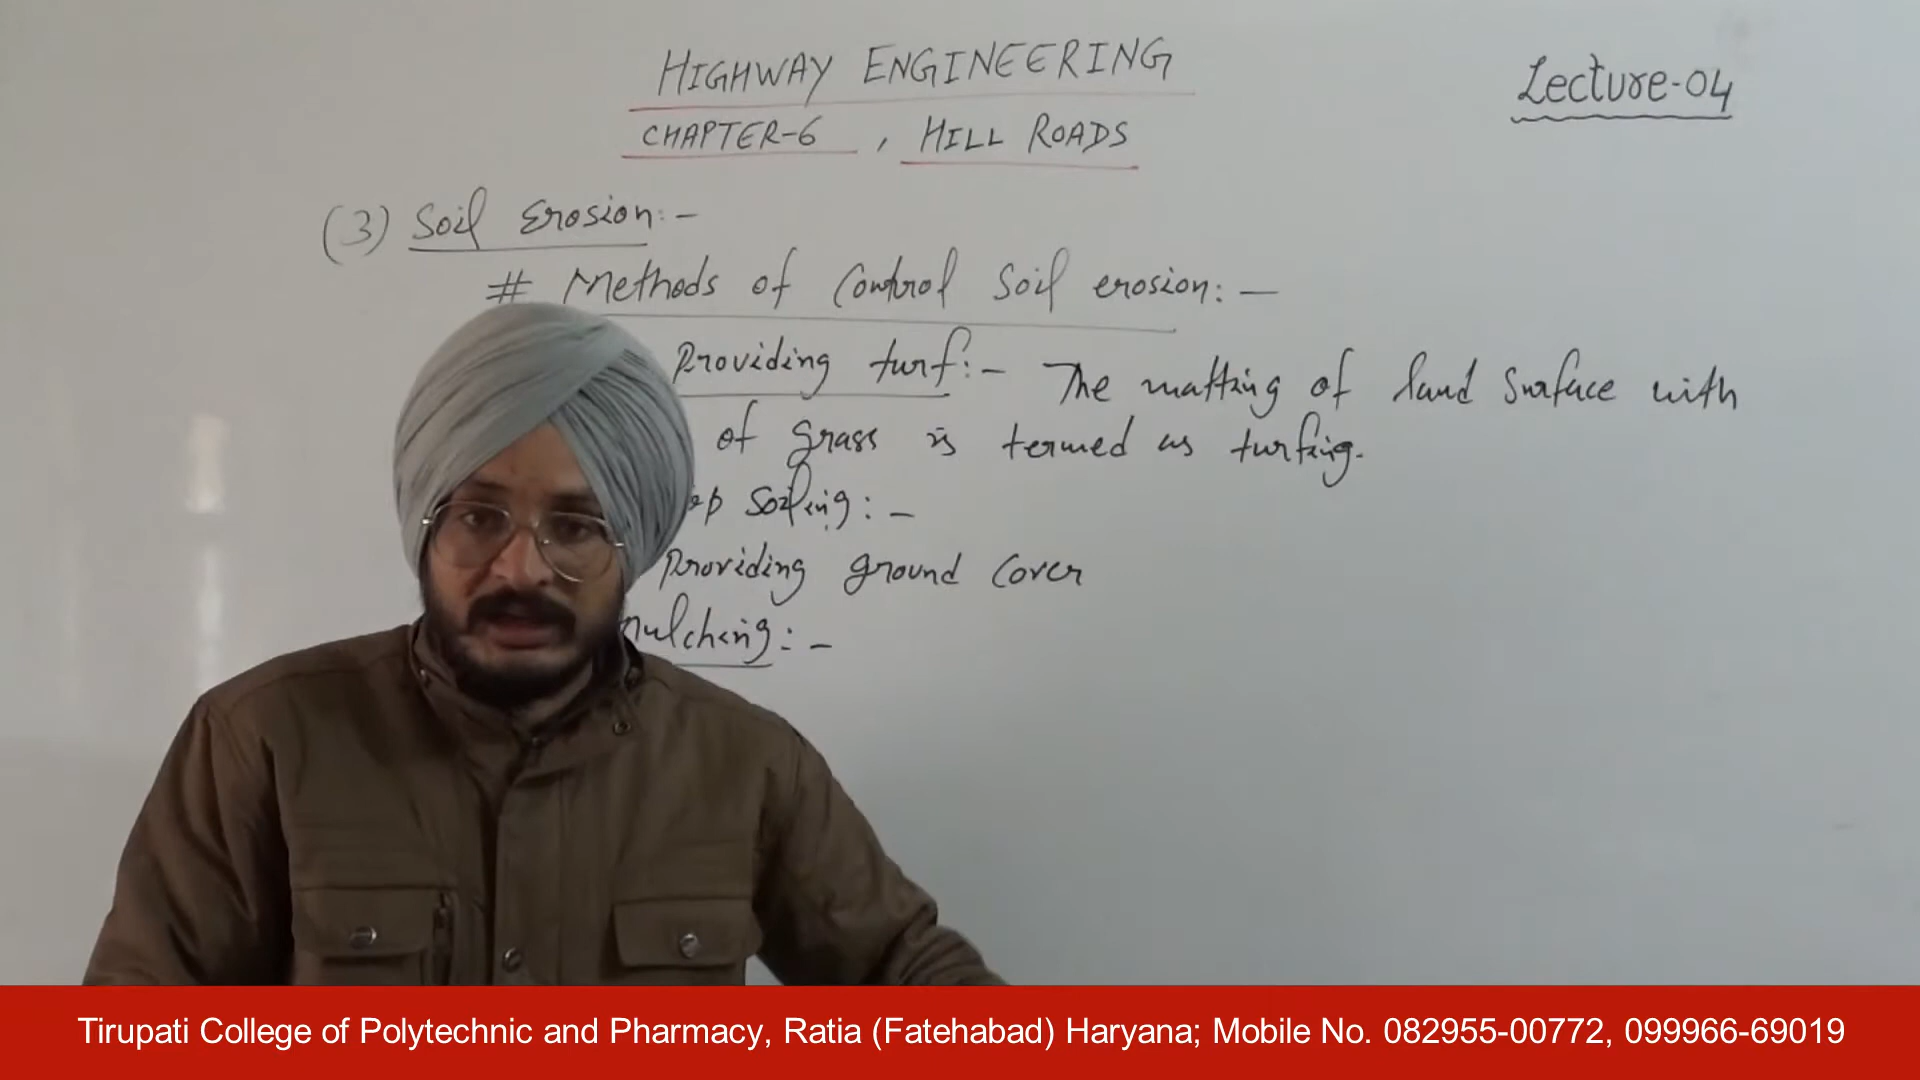 HIGHWAY ENGINEERING
Lecture-04
CHAPTER-6 , HILL ROADS
(3) Soil Erosion:-
# Methods of Control Soil erosion:-
Providing turf:- The matting of land Surface with
of grass is termed as turfing.
Soiling:-
Providing ground Cover
mulching:-
Tirupati College of Polytechnic and Pharmacy, Ratia (Fatehabad) Haryana; Mobile No. 082955-00772, 099966-69019